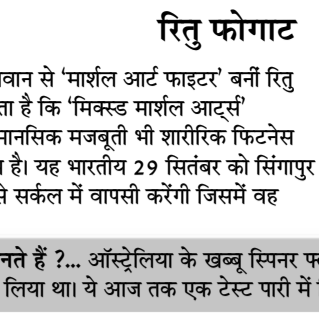 रितु फोगाट
वान से ‘मार्शल आर्ट फाइटर’ बनीं रितु
ता है कि ‘मिक्स्ड मार्शल आर्ट्स’
मानसिक मजबूती भी शारीरिक फिटनेस
है। यह भारतीय 29 सितंबर को सिंगापुर
से सर्कल में वापसी करेंगी जिसमें वह
नते हैं ?... ऑस्ट्रेलिया के खब्बू स्पिनर
लिया था। ये आज तक एक टेस्ट पारी में